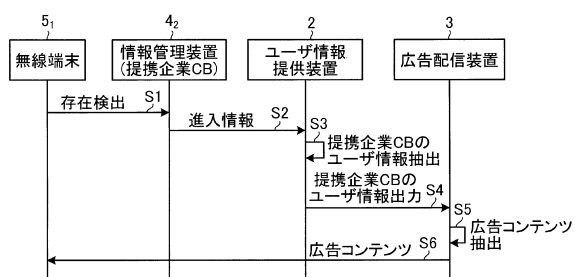 5₁
4₂
2
3
無線端末
情報管理装置
(提携企業CB)
ユーザ情報
提供装置
広告配信装置
存在検出
S1
進入情報
S2
S3
提携企業CBの
ユーザ情報抽出
提携企業CBの
ユーザ情報出力
S4
S5
広告コンテンツ
抽出
広告コンテンツ
S6